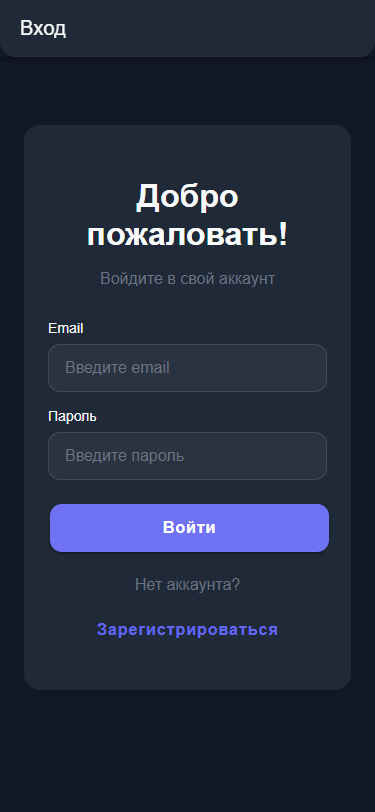 Вход
Добро
пожаловать!
Войдите в свой аккаунт
Email
Введите email
Пароль
Введите пароль
Войти
Нет аккаунта?
Зарегистрироваться